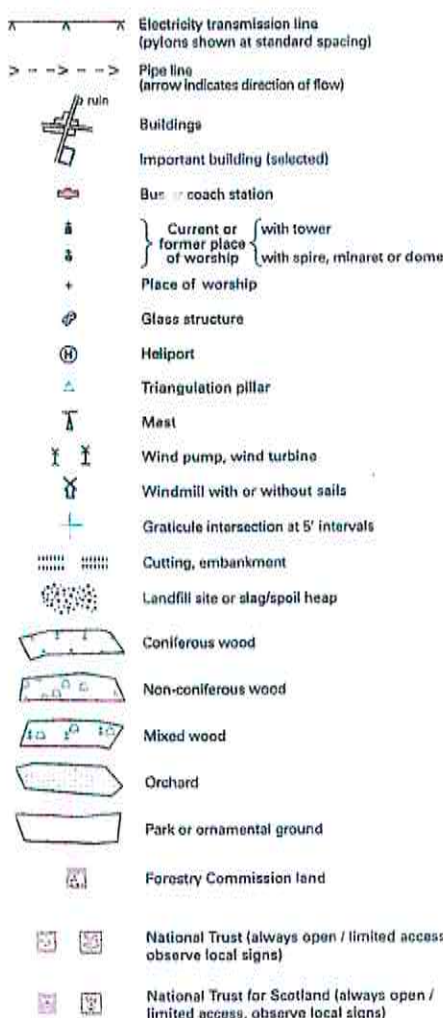 Electricity transmission line
(pylons shown at standard spacing)
Pipe line
(arrow indicates direction of flow)
ruin
Buildings
Important building (selected)
Bus or coach station
Current or
former place
of worship
with tower
with spire, minaret or dome
Place of worship
Glass structure
H
Heliport
Triangulation pillar
Mast
Wind pump, wind turbine
Windmill with or without sails
Graticule intersection at 5' intervals
Cutting, embankment
Landfill site or slag/spoil heap
Coniferous wood
Non-coniferous wood
Mixed wood
Orchard
Park or ornamental ground
Forestry Commission land
National Trust (always open / limited access
observe local signs)
National Trust for Scotland (always open /
limited access, observe local signs)